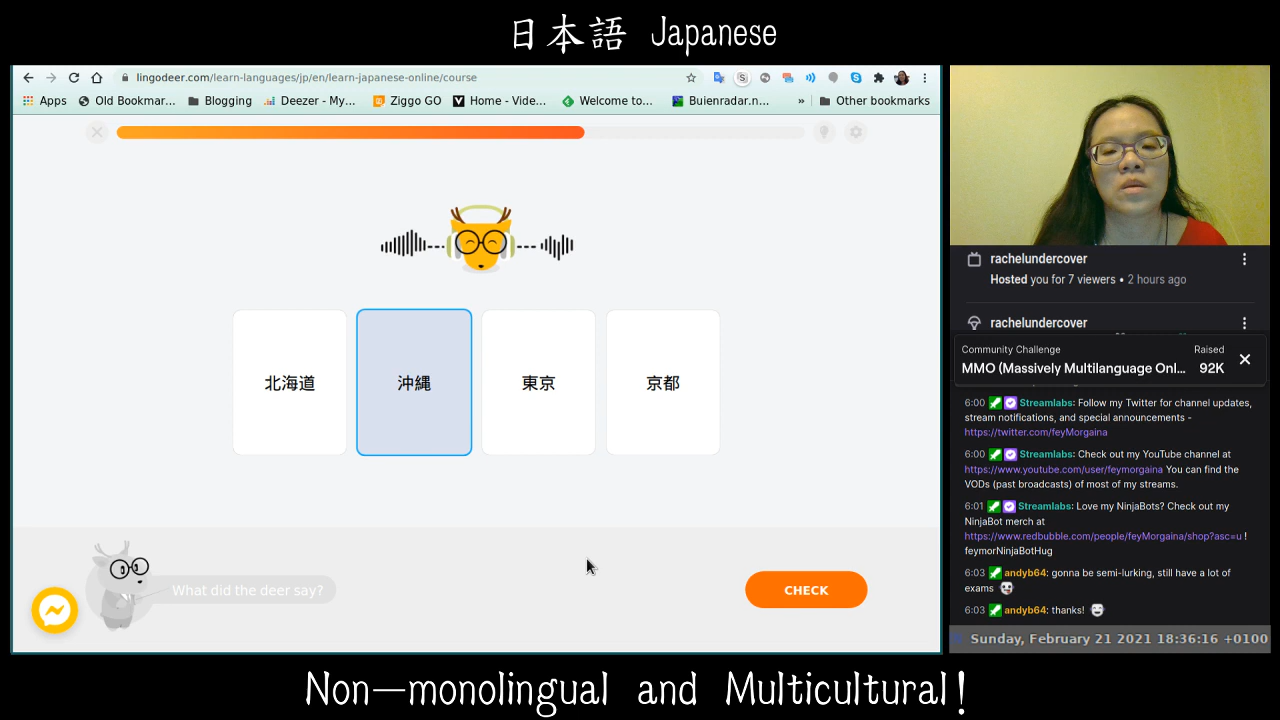 日本語 Japanese
lingodeer.com/learn-languages/jp/en/learn-japanese-online/course
Apps
Old Bookmar...
Blogging
Deezer - My...
Ziggo GO
Home - Vide...
Welcome to...
Buienradar.n...
»
Other bookmarks
北海道
沖縄
東京
京都
What did the deer say?
CHECK
rachelundercover
Hosted you for 7 viewers • 2 hours ago
rachelundercover
Community Challenge
Raised
MMO (Massively Multilanguage Onl...
92K
6:00 Streamlabs: Follow my Twitter for channel updates,
stream notifications, and special announcements -
https://twitter.com/feyMorgaina
6:00 Streamlabs: Check out my YouTube channel at
https://www.youtube.com/user/feymorgaina You can find the
VODs (past broadcasts) of most of my streams.
6:01 Streamlabs: Love my NinjaBots? Check out my
NinjaBot merch at
https://www.redbubble.com/people/feyMorgaina/shop?asc=u !
feymorNinjaBotHug
6:03 andyb64: gonna be semi-lurking, still have a lot of
exams
6:03 andyb64: thanks!
Sunday, February 21 2021 18:36:16 +0100
Non-monolingual and Multicultural!